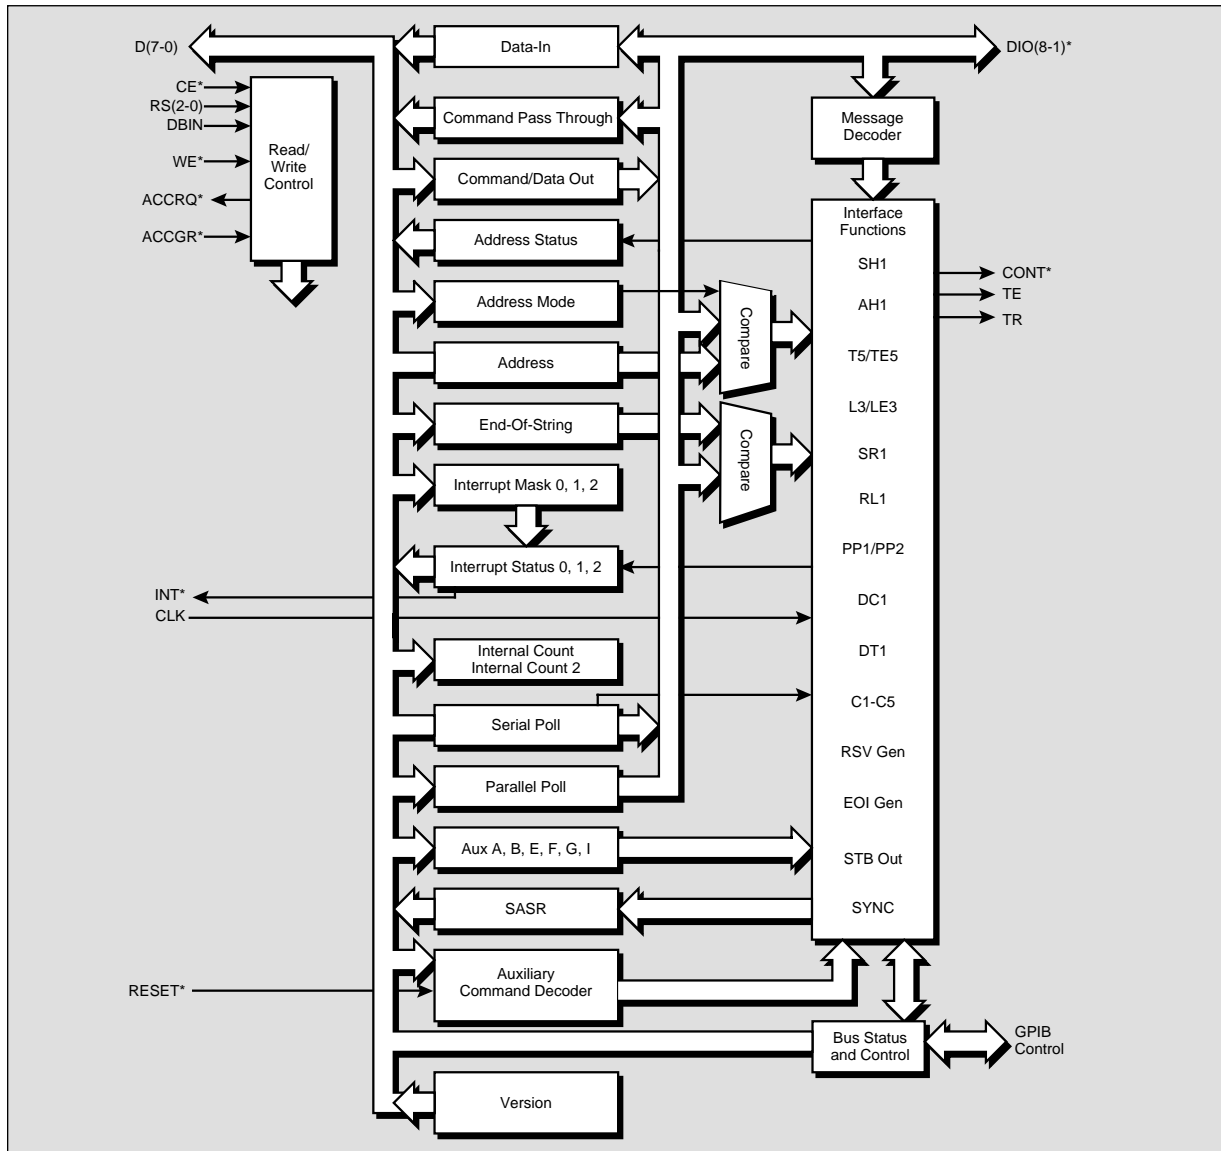 D(7-0)
Data-In
DIO(8-1)*
CE*
RS(2-0)
DBIN
WE*
ACCRQ*
ACCGR*
Read/
Write
Control
Command Pass Through
Message
Decoder
Command/Data Out
Address Status
Address Mode
Address
End-Of-String
Interrupt Mask 0, 1, 2
Interrupt Status 0, 1, 2
INT*
CLK
Internal Count
Internal Count 2
Serial Poll
Parallel Poll
Aux A, B, E, F, G, I
SASR
RESET*
Auxiliary
Command Decoder
Version
Compare
Compare
Interface
Functions
SH1
AH1
T5/TE5
L3/LE3
SR1
RL1
PP1/PP2
DC1
DT1
C1-C5
RSV Gen
EOI Gen
STB Out
SYNC
CONT*
TE
TR
Bus Status
and Control
GPIB
Control